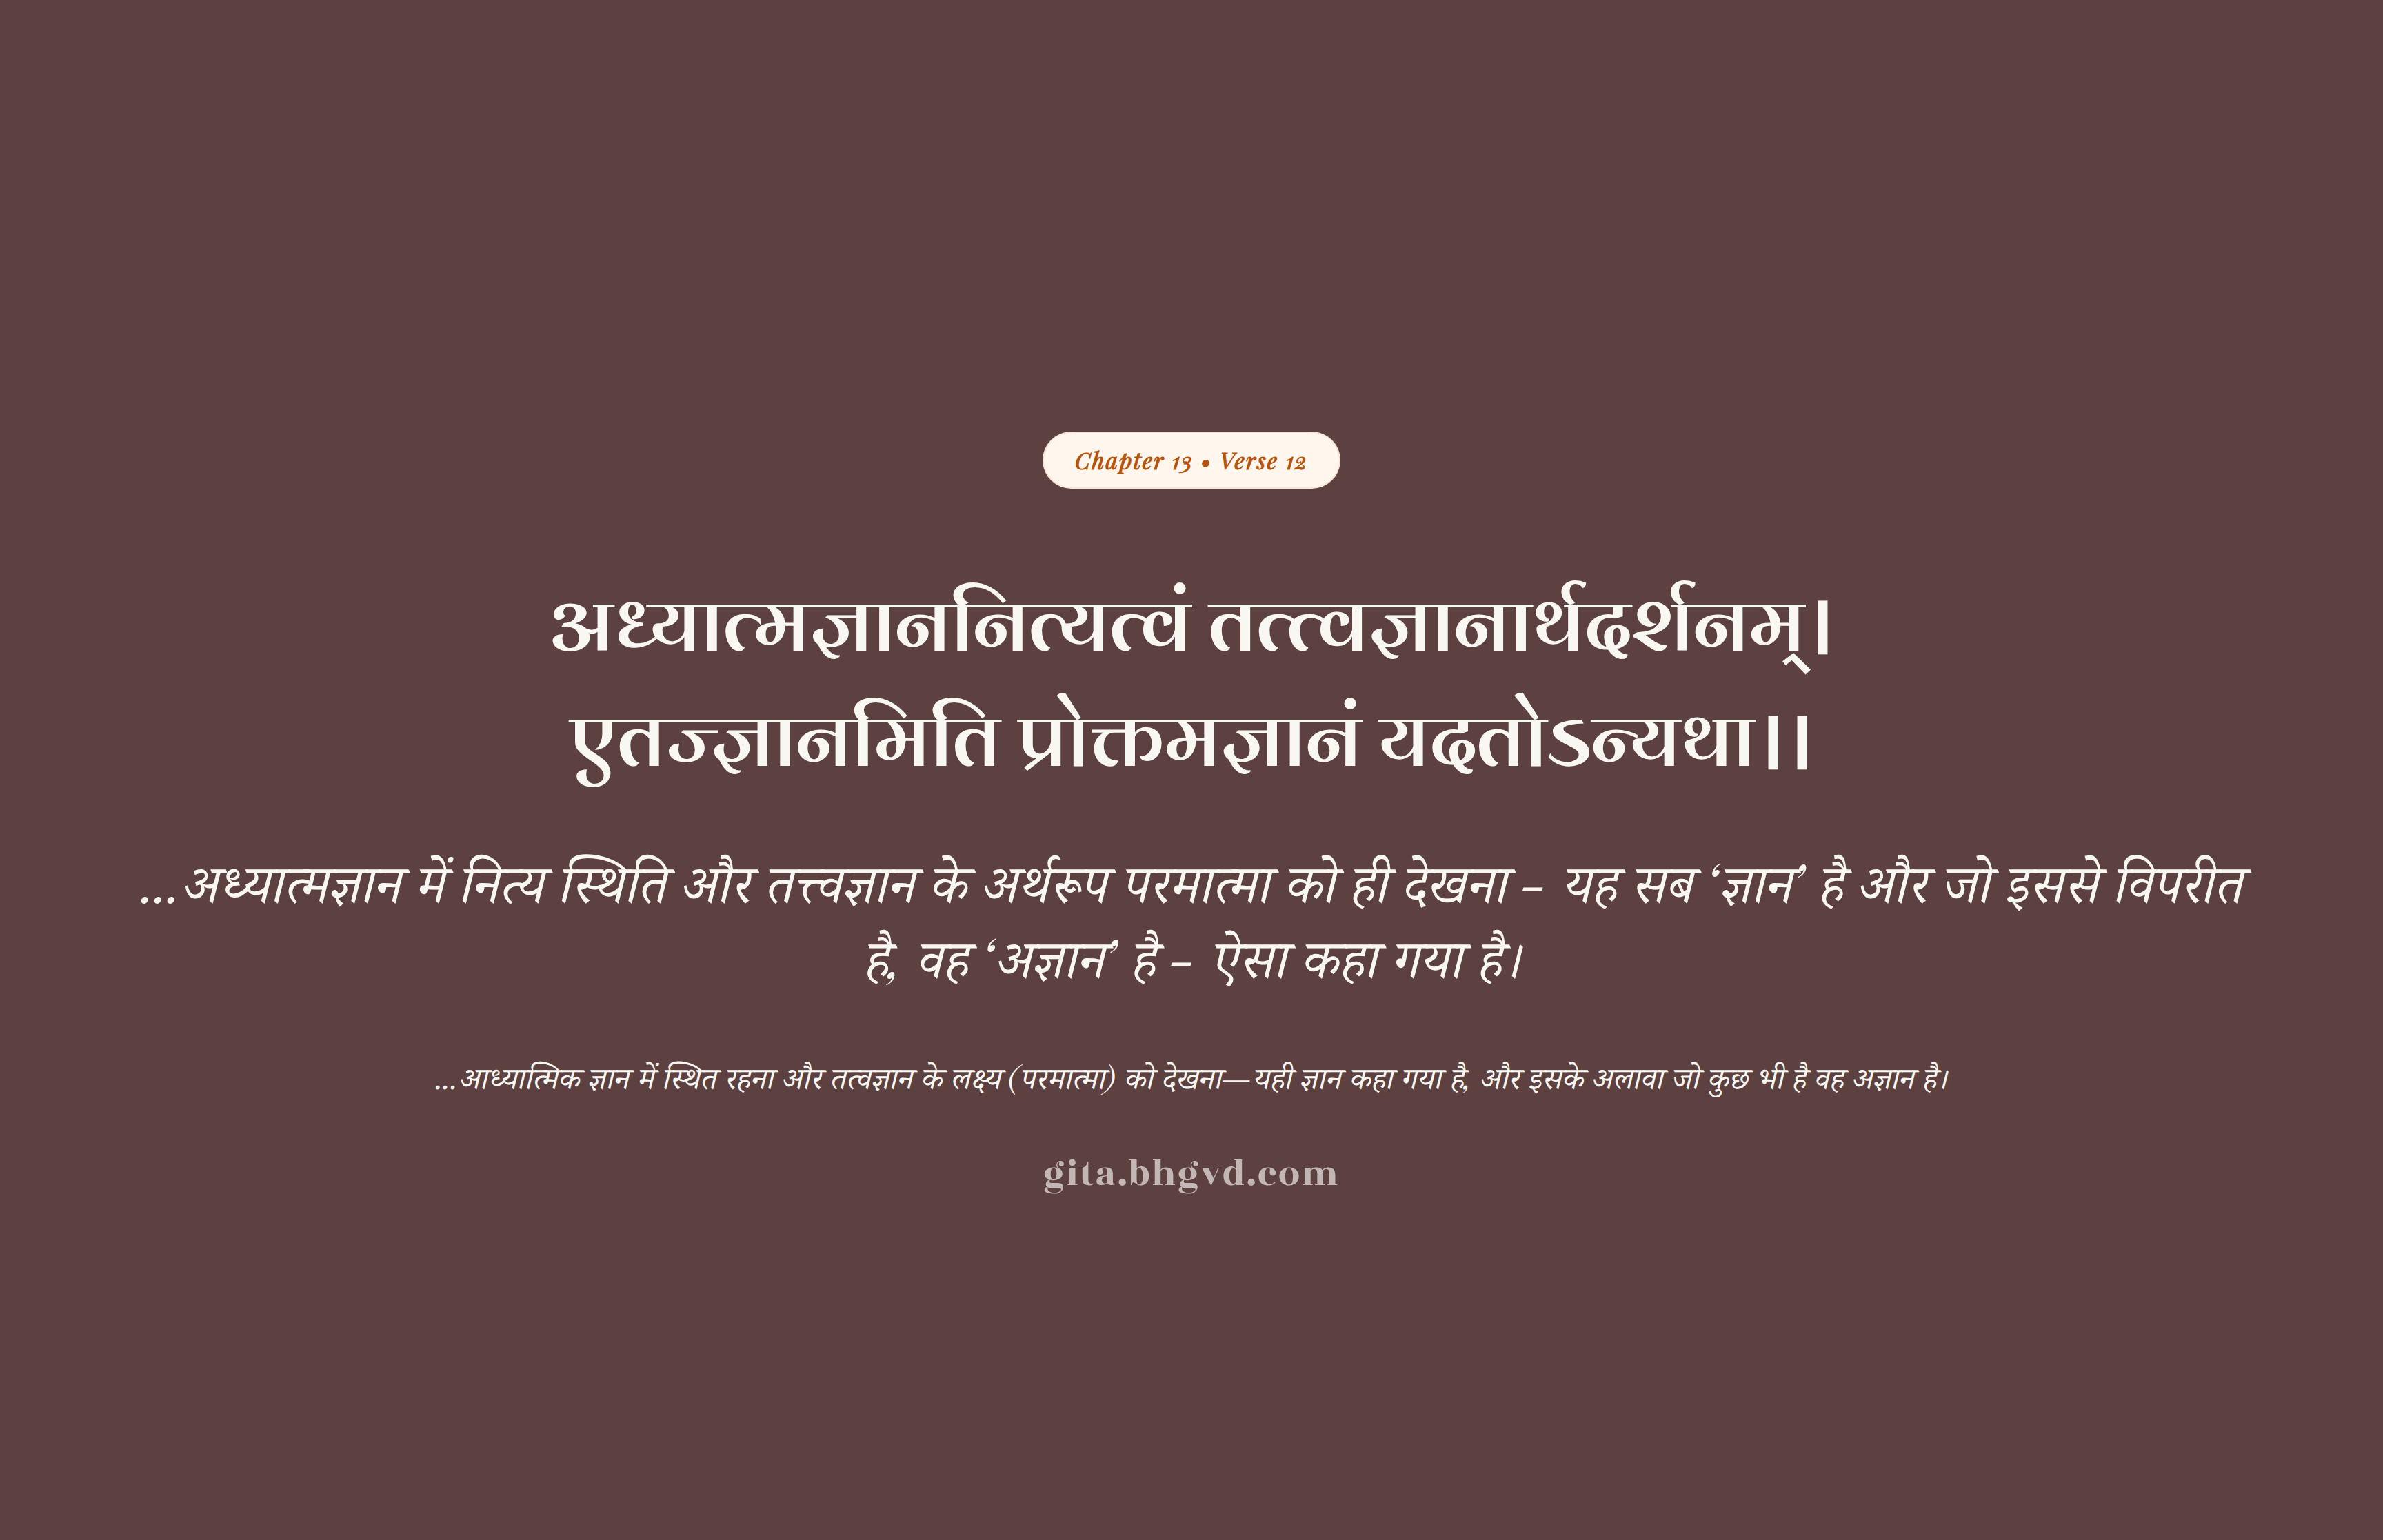 Chapter 13 • Verse 12
अध्यात्मज्ञाननित्यत्वं तत्त्वज्ञानार्थदर्शनम्।
एतज्ज्ञानमिति प्रोक्तमज्ञानं यदतोऽन्यथा।।
...अध्यात्मज्ञान में नित्य स्थिति और तत्त्वज्ञान के अर्थरूप परमात्मा को ही देखना – यह सब ‘ज्ञान’ है और जो इससे विपरीत
है, वह ‘अज्ञान’ है – ऐसा कहा गया है।
...आध्यात्मिक ज्ञान में स्थित रहना और तत्वज्ञान के लक्ष्य (परमात्मा) को देखना—यही ज्ञान कहा गया है, और इसके अलावा जो कुछ भी है वह अज्ञान है।
gita.bhgvd.com